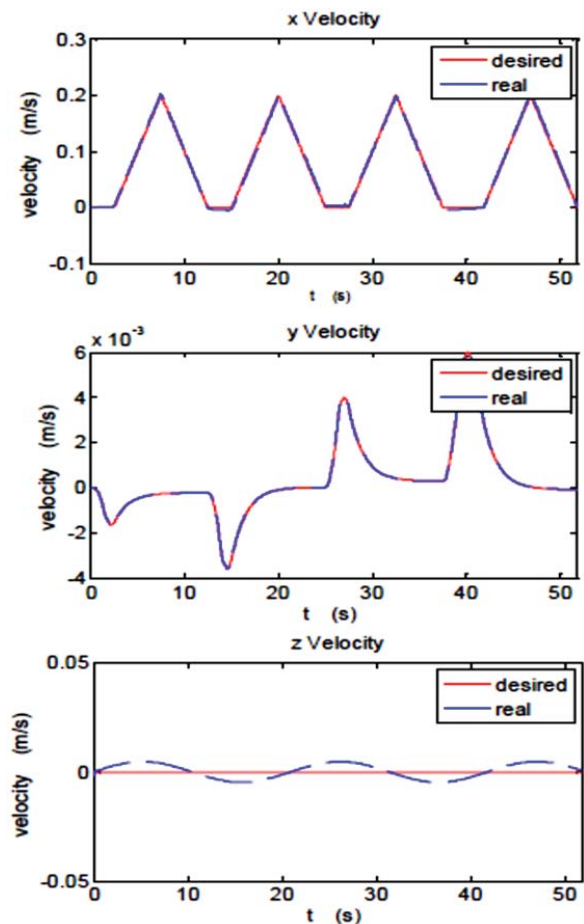 x Velocity
0.3
0.2
0.1
0
-0.1
velocity (m/s)
desired
real
0 10 20 30 40 50
t (s)
y Velocity
x 10⁻³
6
4
2
0
-2
-4
velocity (m/s)
desired
real
0 10 20 30 40 50
t (s)
z Velocity
0.05
0
-0.05
velocity (m/s)
desired
real
0 10 20 30 40 50
t (s)